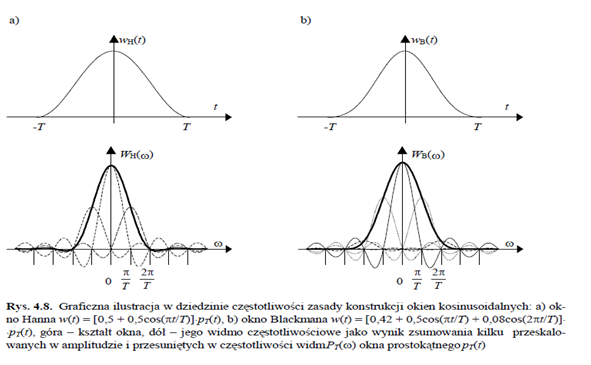 a)
b)
wH(t)
wB(t)
t
t
-T
T
-T
T
WH(ω)
WB(ω)
ω
ω
0 π/T 2π/T
0 π/T 2π/T
Rys. 4.8. Graficzna ilustracja w dziedzinie częstotliwości zasady konstrukcji okien kosinusoidalnych: a) ok-
no Hanna w(t) = [0,5 + 0,5cos(πt/T)]·pT(t), b) okno Blackmana w(t) = [0,42 + 0,5cos(πt/T) + 0,08cos(2πt/T)]·
·pT(t), góra – kształt okna, dół – jego widmo częstotliwościowe jako wynik zsumowania kilku przeskalo-
wanych w amplitudzie i przesuniętych w częstotliwości widm PT(ω) okna prostokątnego pT(t)